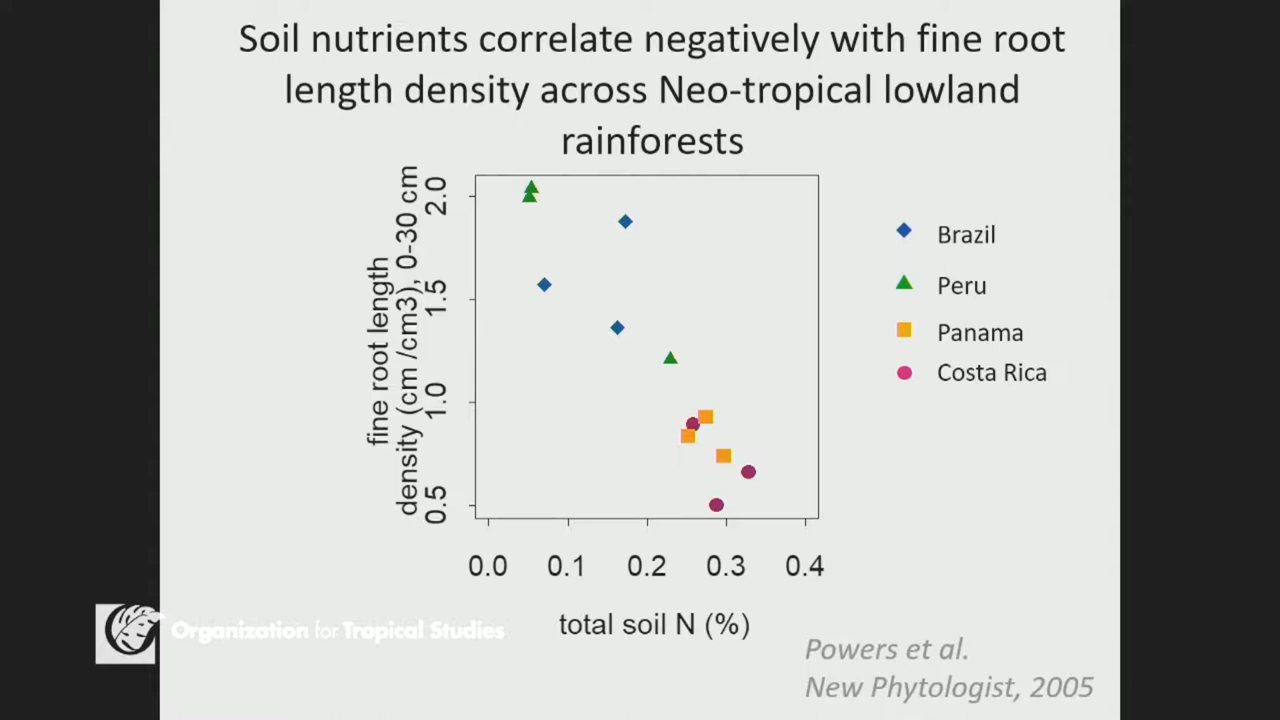 Soil nutrients correlate negatively with fine root
length density across Neo-tropical lowland
rainforests
fine root length
density (cm /cm3), 0-30 cm
2.0
1.5
1.0
0.5
0.0 0.1 0.2 0.3 0.4
total soil N (%)
Brazil
Peru
Panama
Costa Rica
Organization for Tropical Studies
Powers et al.
New Phytologist, 2005